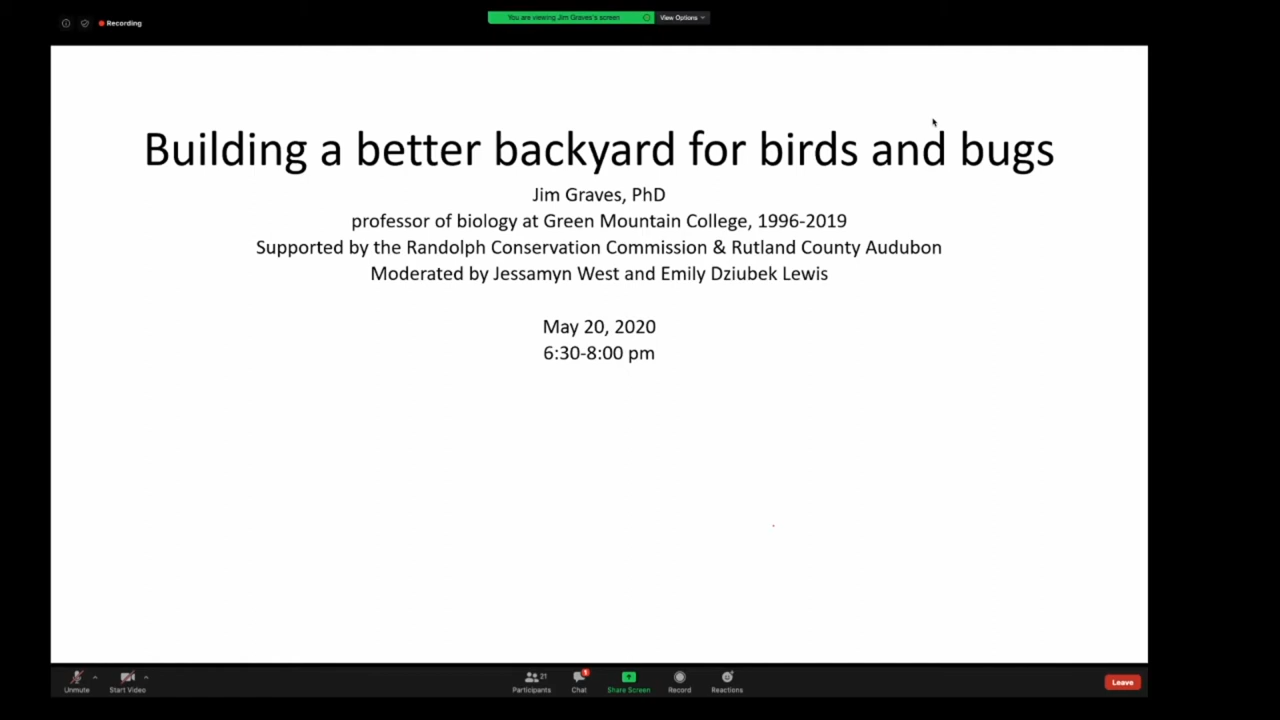 Recording
You are viewing Jim Graves's screen
View Options
Building a better backyard for birds and bugs
Jim Graves, PhD
professor of biology at Green Mountain College, 1996-2019
Supported by the Randolph Conservation Commission & Rutland County Audubon
Moderated by Jessamyn West and Emily Dziubek Lewis
May 20, 2020
6:30-8:00 pm
Unmute
Start Video
21
Participants
Chat
Share Screen
Record
Reactions
Leave